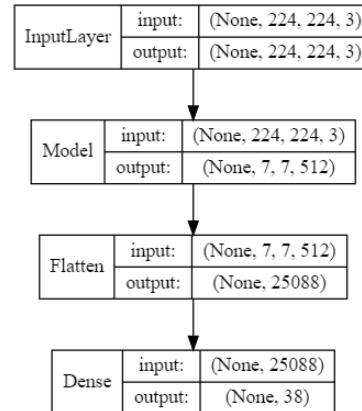 InputLayer input: (None, 224, 224, 3)
output: (None, 224, 224, 3)
Model input: (None, 224, 224, 3)
output: (None, 7, 7, 512)
Flatten input: (None, 7, 7, 512)
output: (None, 25088)
Dense input: (None, 25088)
output: (None, 38)